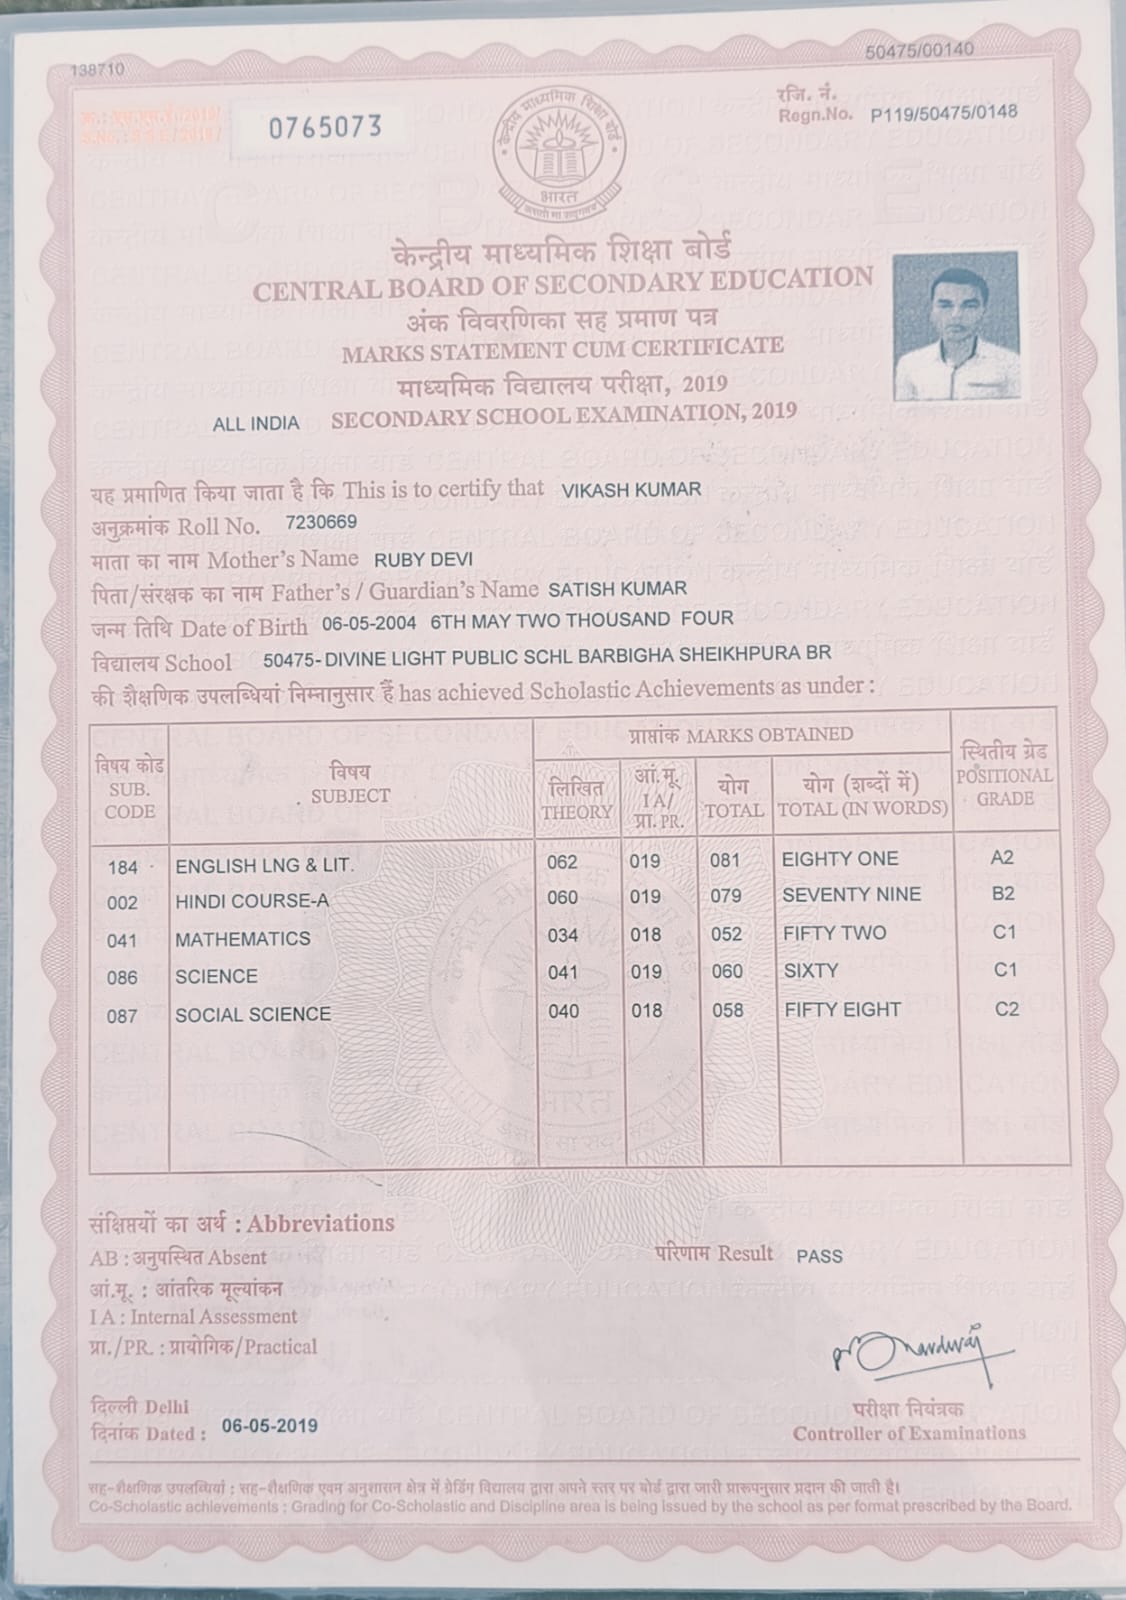 138710
50475/00140
0765073
रजि. नं.
Regn.No. P119/50475/0148
केन्द्रीय माध्यमिक शिक्षा बोर्ड
भारत
असतो मा सद्गमय
केन्द्रीय माध्यमिक शिक्षा बोर्ड
CENTRAL BOARD OF SECONDARY EDUCATION
अंक विवरणिका सह प्रमाण पत्र
MARKS STATEMENT CUM CERTIFICATE
माध्यमिक विद्यालय परीक्षा, 2019
ALL INDIA SECONDARY SCHOOL EXAMINATION, 2019
यह प्रमाणित किया जाता है कि This is to certify that VIKASH KUMAR
अनुक्रमांक Roll No. 7230669
माता का नाम Mother's Name RUBY DEVI
पिता/संरक्षक का नाम Father's / Guardian's Name SATISH KUMAR
जन्म तिथि Date of Birth 06-05-2004 6TH MAY TWO THOUSAND FOUR
विद्यालय School 50475-DIVINE LIGHT PUBLIC SCHL BARBIGHA SHEIKHPURA BR
की शैक्षणिक उपलब्धियां निम्नानुसार हैं has achieved Scholastic Achievements as under :
विषय कोड SUB. CODE
विषय SUBJECT
प्राप्तांक MARKS OBTAINED
लिखित THEORY
आं.मू. I A/ प्रा. PR.
योग TOTAL
योग (शब्दों में) TOTAL (IN WORDS)
स्थितीय ग्रेड POSITIONAL GRADE
184 ENGLISH LNG & LIT. 062 019 081 EIGHTY ONE A2
002 HINDI COURSE-A 060 019 079 SEVENTY NINE B2
041 MATHEMATICS 034 018 052 FIFTY TWO C1
086 SCIENCE 041 019 060 SIXTY C1
087 SOCIAL SCIENCE 040 018 058 FIFTY EIGHT C2
संक्षिप्तियों का अर्थ : Abbreviations
AB : अनुपस्थित Absent
परिणाम Result PASS
आं.मू. : आंतरिक मूल्यांकन
I A : Internal Assessment
प्रा./PR. : प्रायोगिक/Practical
दिल्ली Delhi
दिनांक Dated : 06-05-2019
परीक्षा नियंत्रक
Controller of Examinations
सह-शैक्षणिक उपलब्धियां : सह-शैक्षणिक एवम अनुशासन क्षेत्र में ग्रेडिंग विद्यालय द्वारा अपने स्तर पर बोर्ड द्वारा जारी प्रारूपनुसार प्रदान की जाती है।
Co-Scholastic achievements : Grading for Co-Scholastic and Discipline area is being issued by the school as per format prescribed by the Board.